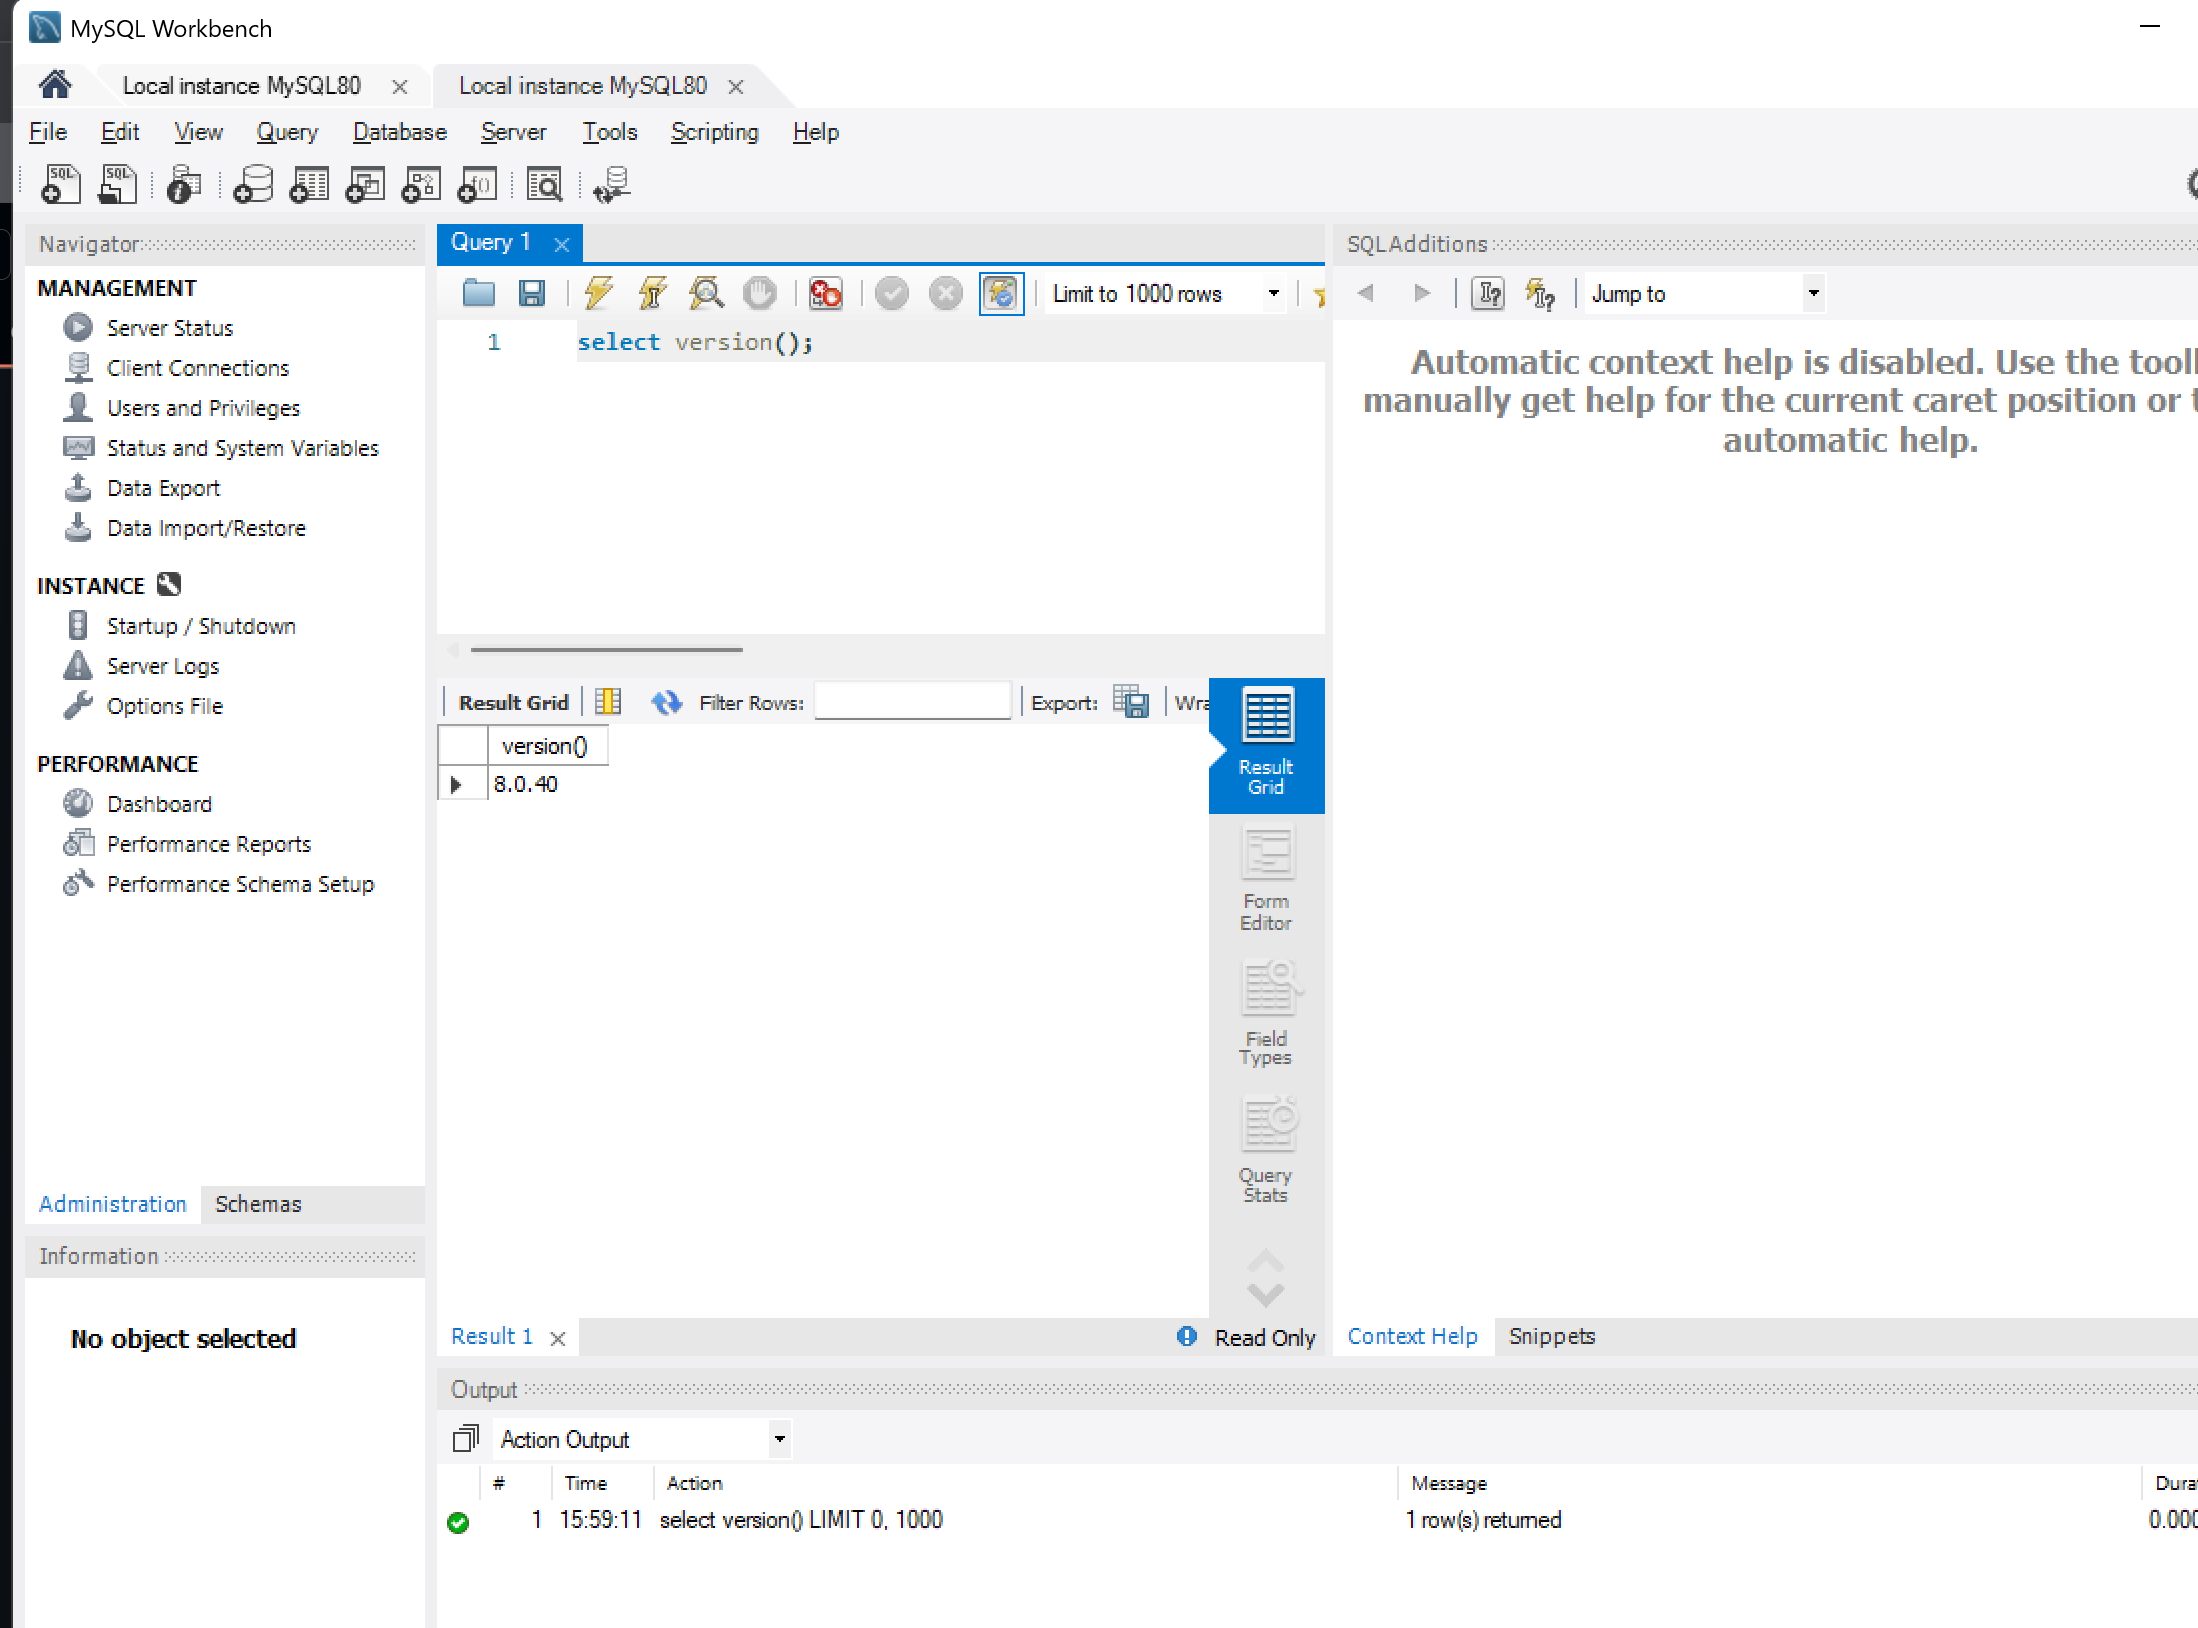 MySQL Workbench
Local instance MySQL80
Local instance MySQL80
File Edit View Query Database Server Tools Scripting Help
Navigator
MANAGEMENT
Server Status
Client Connections
Users and Privileges
Status and System Variables
Data Export
Data Import/Restore
INSTANCE
Startup / Shutdown
Server Logs
Options File
PERFORMANCE
Dashboard
Performance Reports
Performance Schema Setup
Administration Schemas
Information
No object selected
Query 1
Limit to 1000 rows
1 select version();
Result Grid Filter Rows: Export: Wra
version()
8.0.40
Result
Grid
Form
Editor
Field
Types
Query
Stats
Result 1
Read Only
SQLAdditions
Jump to
Automatic context help is disabled. Use the tool
manually get help for the current caret position or t
automatic help.
Context Help Snippets
Output
Action Output
# Time Action Message Dura
1 15:59:11 select version() LIMIT 0, 1000 1 row(s) returned 0.000